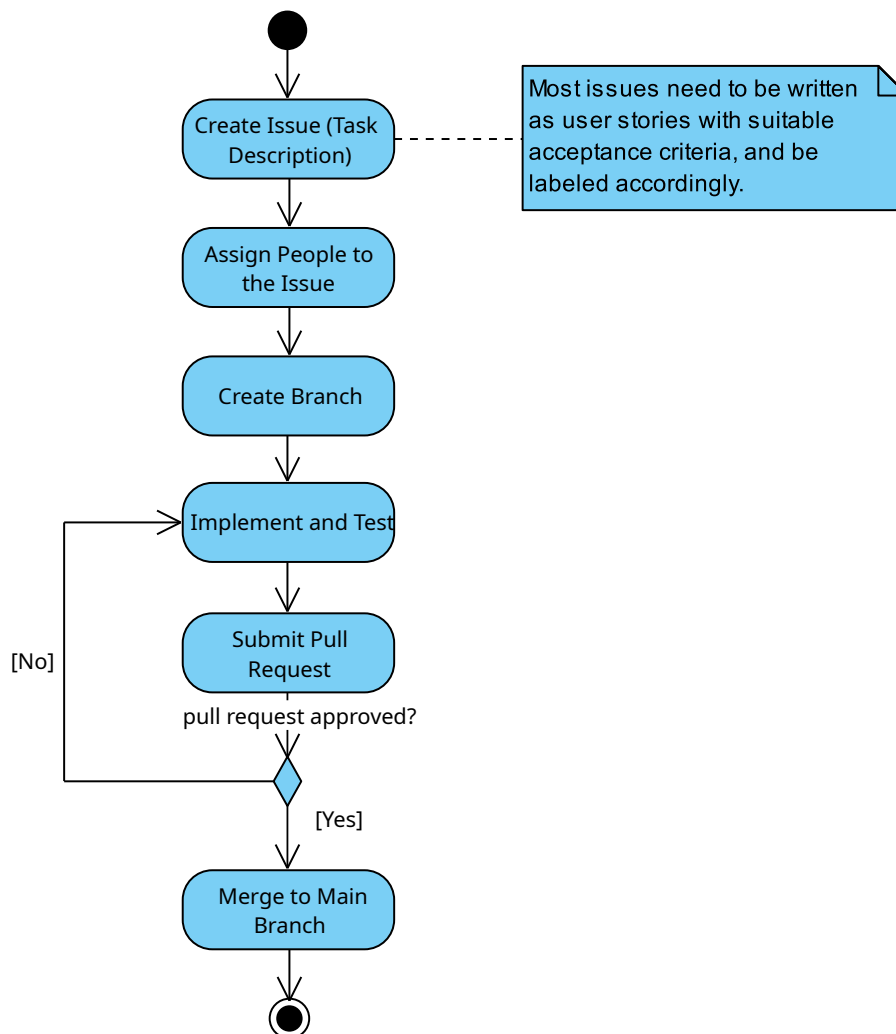 Create Issue (Task
Description)
Most issues need to be written
as user stories with suitable
acceptance criteria, and be
labeled accordingly.
Assign People to
the Issue
Create Branch
Implement and Test
Submit Pull
Request
[No]
pull request approved?
[Yes]
Merge to Main
Branch